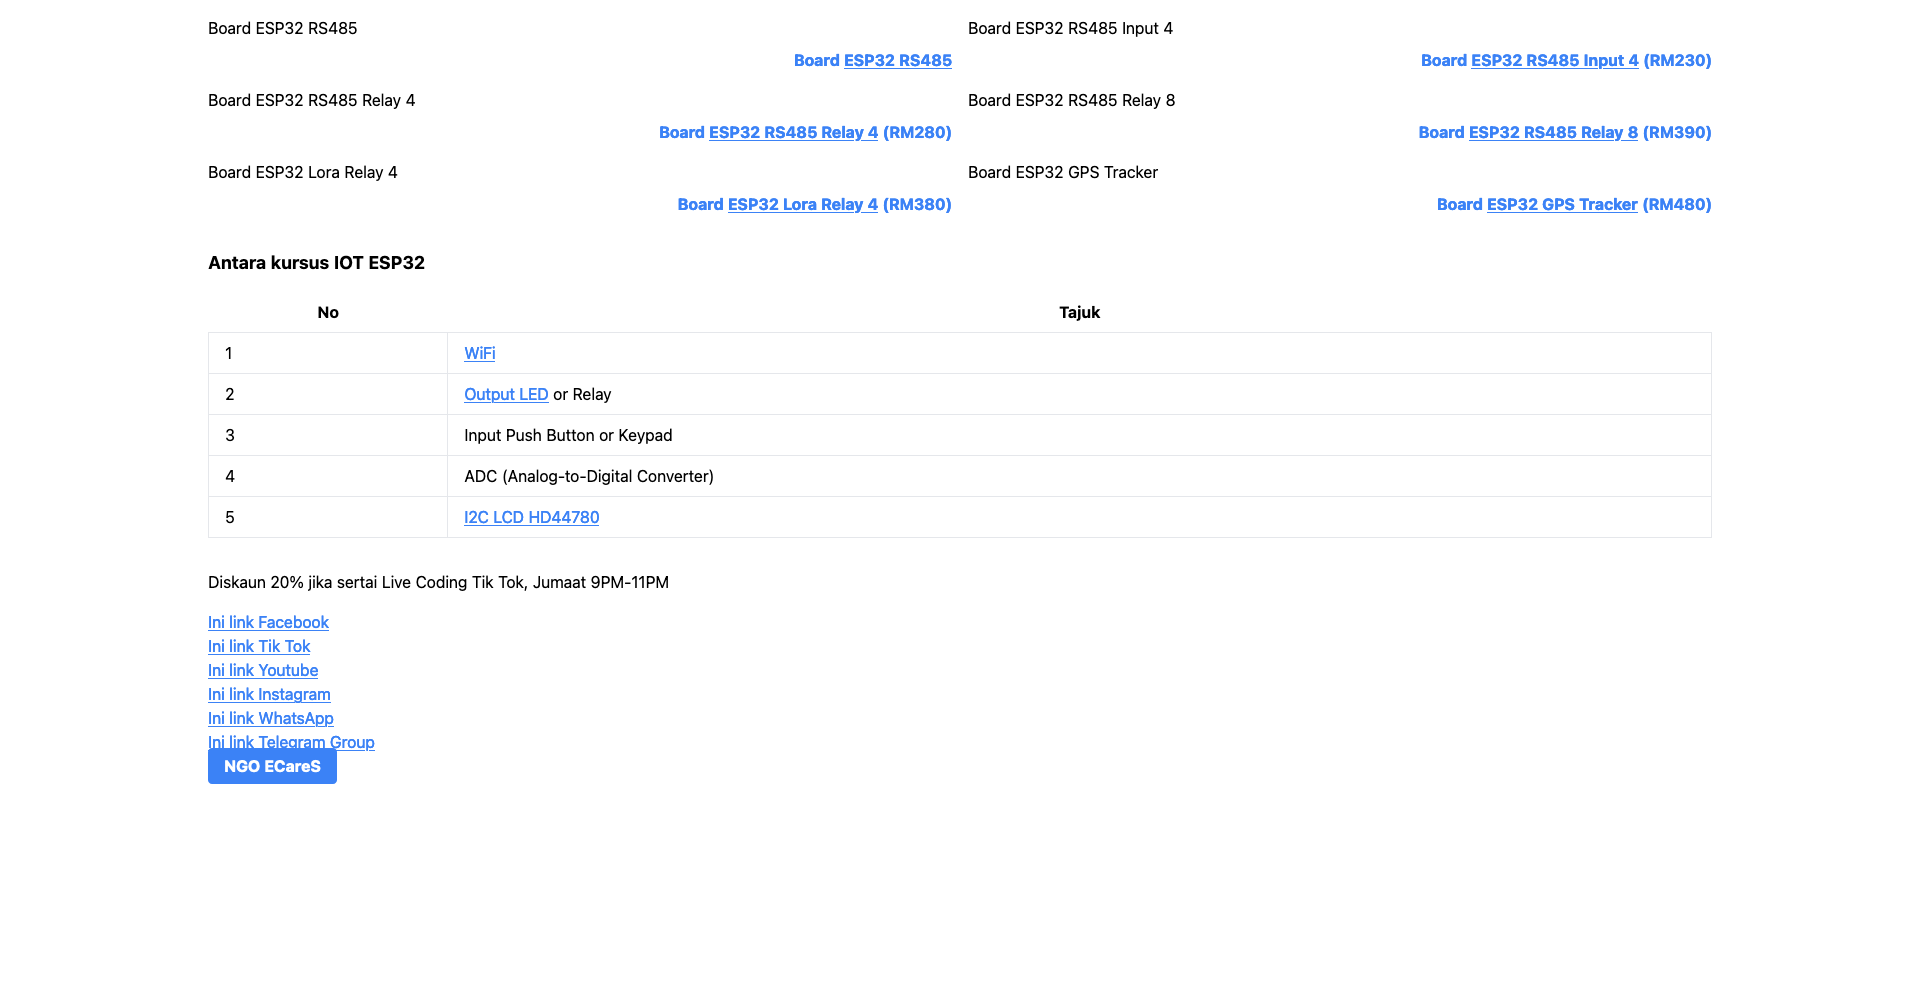 Board ESP32 RS485
Board ESP32 RS485
Board ESP32 RS485 Input 4
Board ESP32 RS485 Input 4 (RM230)
Board ESP32 RS485 Relay 4
Board ESP32 RS485 Relay 4 (RM280)
Board ESP32 RS485 Relay 8
Board ESP32 RS485 Relay 8 (RM390)
Board ESP32 Lora Relay 4
Board ESP32 Lora Relay 4 (RM380)
Board ESP32 GPS Tracker
Board ESP32 GPS Tracker (RM480)
Antara kursus IOT ESP32
No Tajuk
1 WiFi
2 Output LED or Relay
3 Input Push Button or Keypad
4 ADC (Analog-to-Digital Converter)
5 I2C LCD HD44780
Diskaun 20% jika sertai Live Coding Tik Tok, Jumaat 9PM-11PM
Ini link Facebook
Ini link Tik Tok
Ini link Youtube
Ini link Instagram
Ini link WhatsApp
Ini link Telegram Group
NGO ECareS